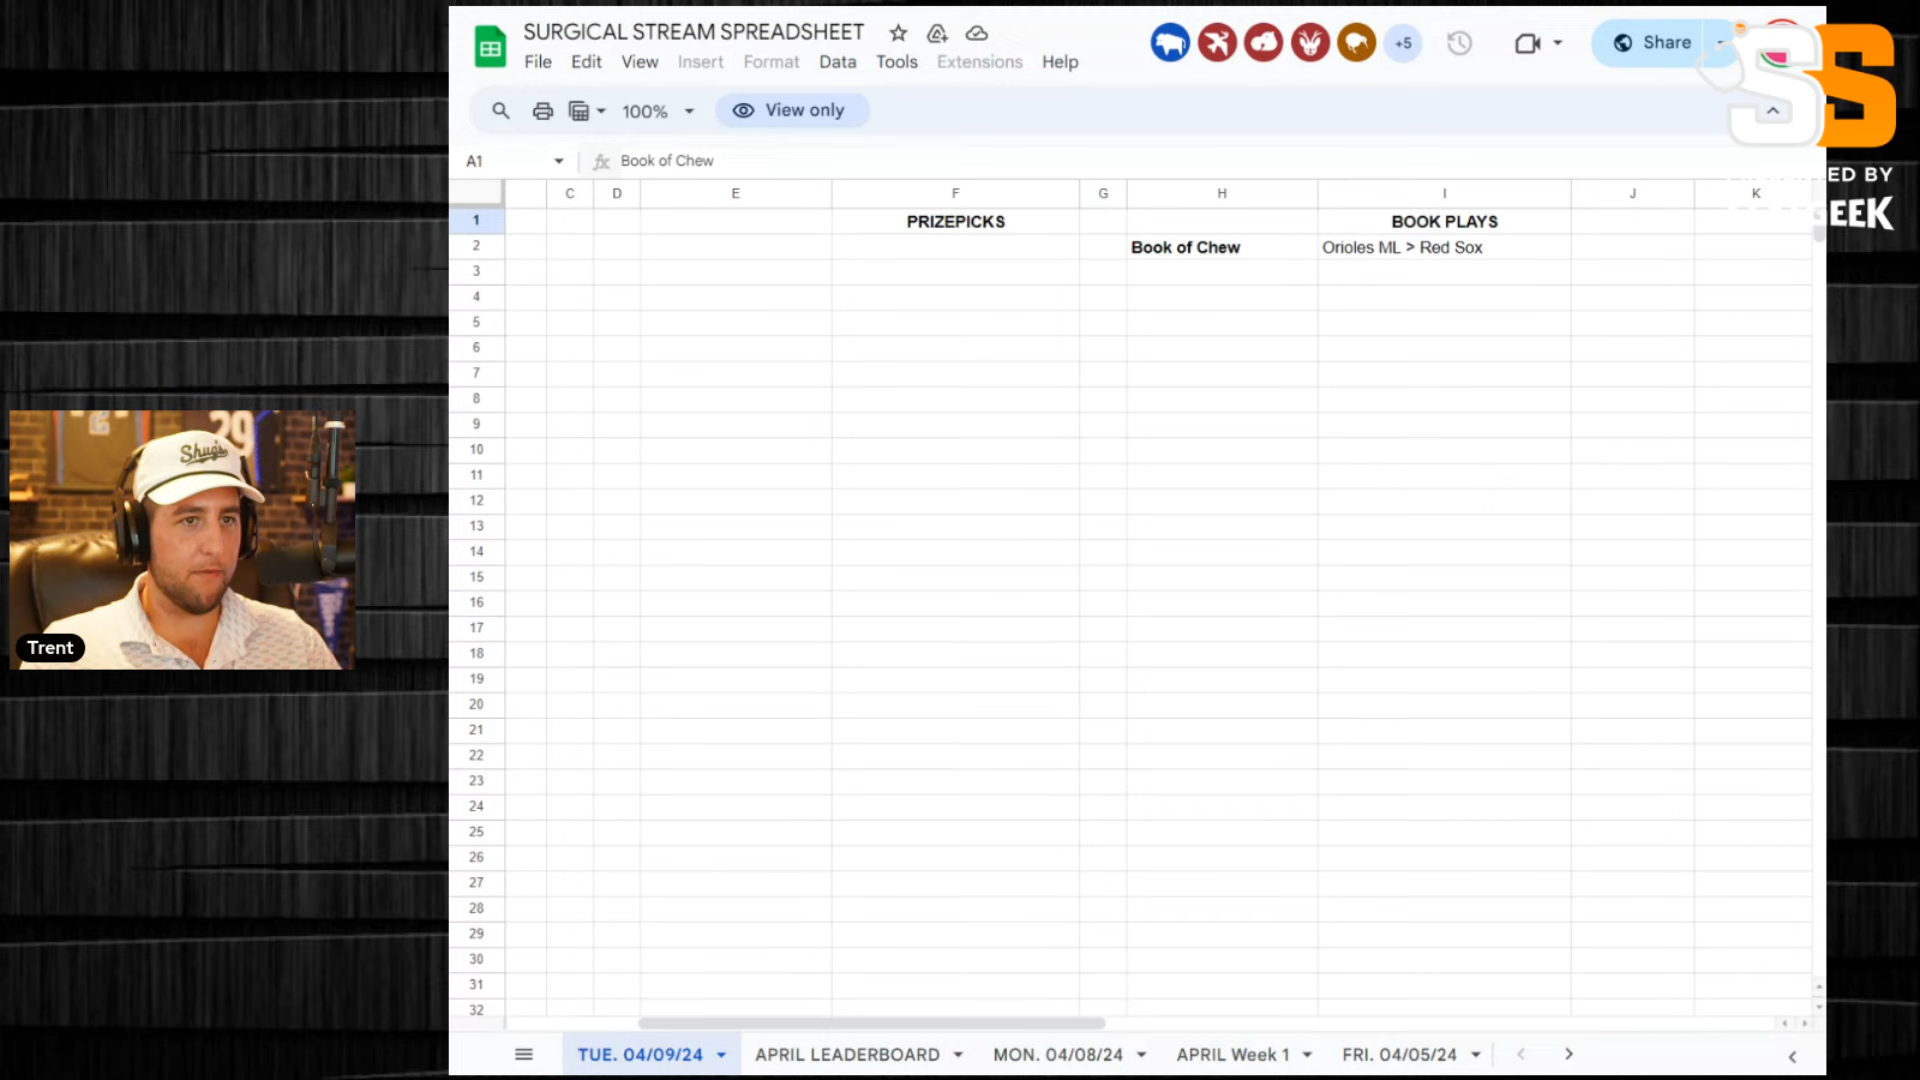 SURGICAL STREAM SPREADSHEET
File Edit View Insert Format Data Tools Extensions Help
+5
Share
100%
View only
A1
fx Book of Chew
SS
ED BY
GEEK
C D E F G H I J K
1 PRIZEPICKS BOOK PLAYS
2 Book of Chew Orioles ML > Red Sox
3
4
5
6
7
8
9
10
11
12
13
14
15
16
17
18
19
20
21
22
23
24
25
26
27
28
29
30
31
32
29
Shug's
Trent
TUE. 04/09/24 APRIL LEADERBOARD MON. 04/08/24 APRIL Week 1 FRI. 04/05/24